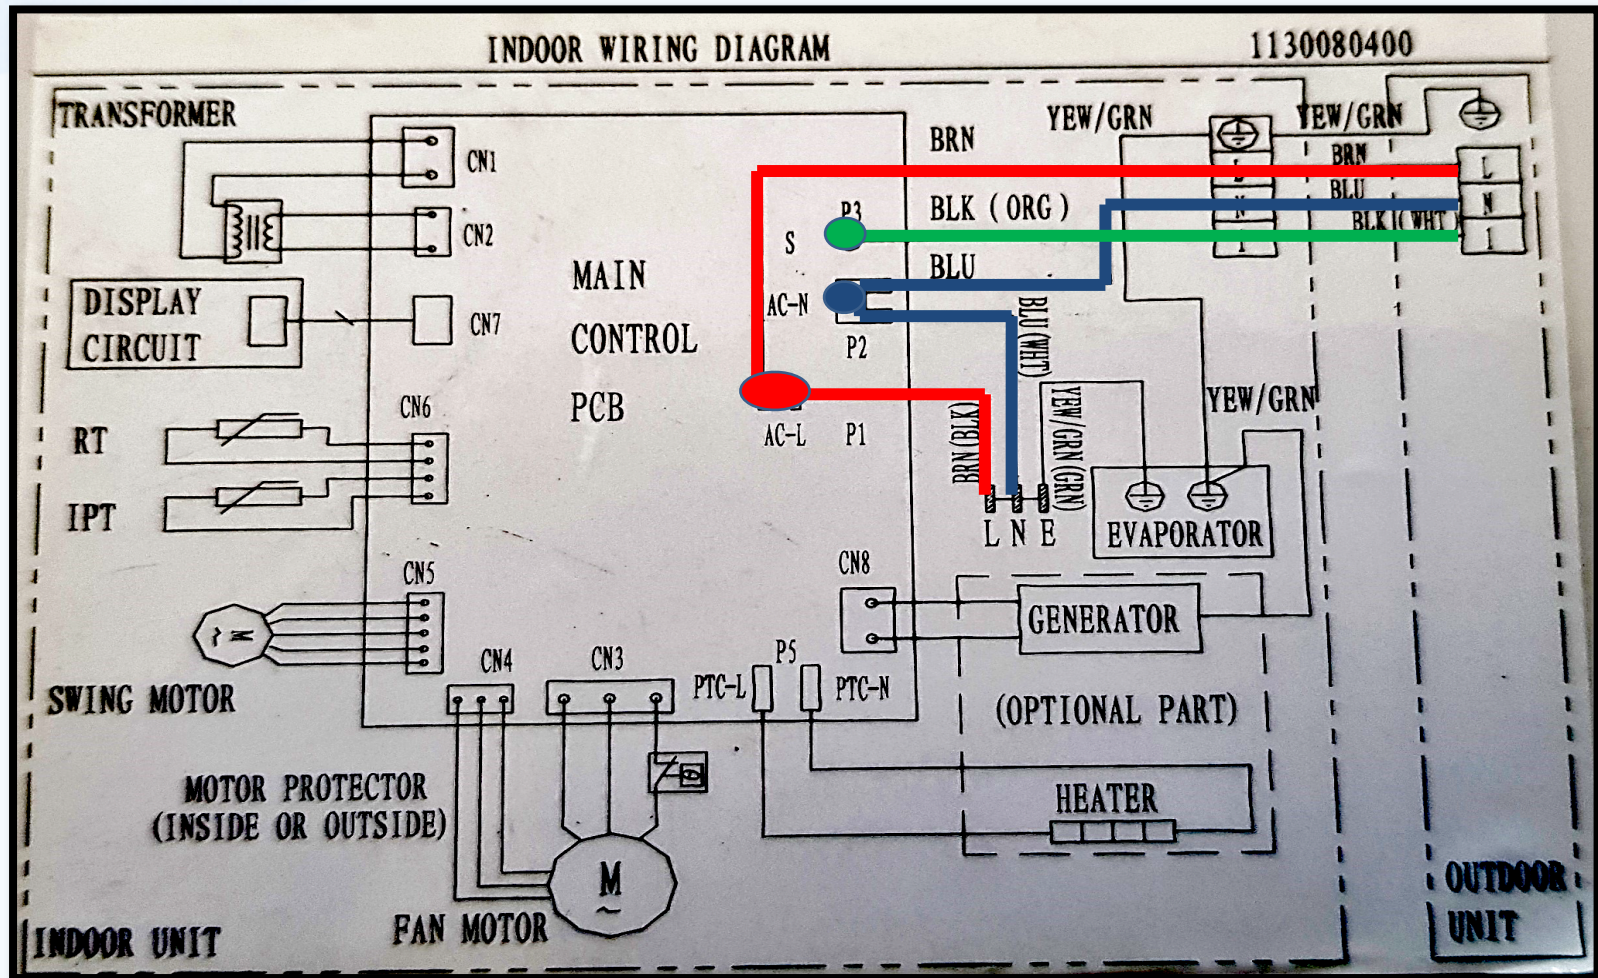 INDOOR WIRING DIAGRAM
1130080400
TRANSFORMER
CN1
CN2
DISPLAY
CIRCUIT
CN7
MAIN
CONTROL
PCB
CN6
RT
IPT
CN5
SWING MOTOR
CN4
CN3
MOTOR PROTECTOR
(INSIDE OR OUTSIDE)
M
~
FAN MOTOR
INDOOR UNIT
P3
S
AC-N
P2
AC-L
P1
BRN
BLK (ORG)
BLU
YEW/GRN
YEW/GRN
BRN
BLU
BLK(WHT)
L
N
1
L
N
1
BLU(WHT)
BRN(BLK)
YEW/GRN(GRN)
YEW/GRN
L N E
EVAPORATOR
CN8
GENERATOR
P5
PTC-L
PTC-N
(OPTIONAL PART)
HEATER
M
~
OUTDOOR
UNIT